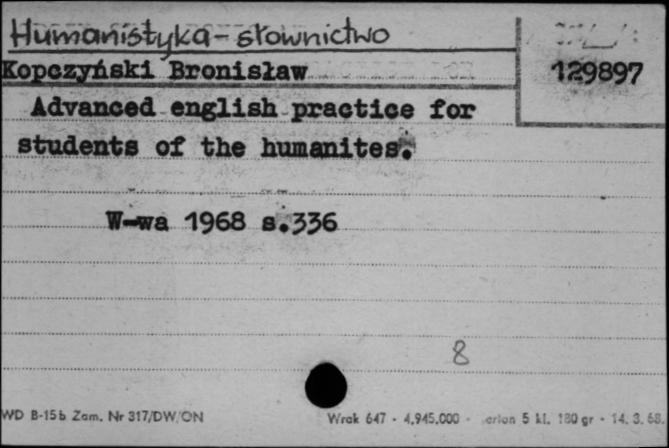 Humanistyka - słownictwo
129897
Kopczyński Bronisław
Advanced english practice for
students of the humanites.
W-wa 1968 s.336
8
WD B-15b Zam. Nr 317/DW/ON
Wrak 647 - 4.945.000 - 5 kl. 180 gr - 14. 3. 68